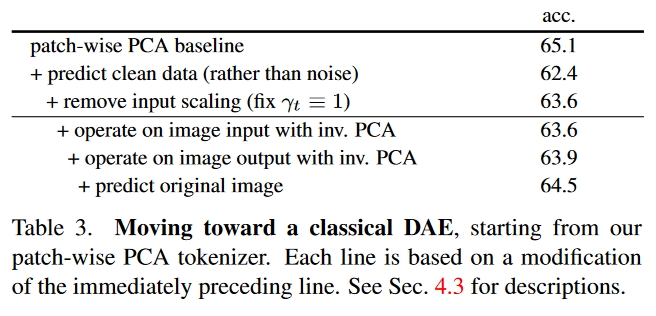 acc.
patch-wise PCA baseline 65.1
+ predict clean data (rather than noise) 62.4
+ remove input scaling (fix γₜ ≡ 1) 63.6
+ operate on image input with inv. PCA 63.6
+ operate on image output with inv. PCA 63.9
+ predict original image 64.5
Table 3. Moving toward a classical DAE, starting from our
patch-wise PCA tokenizer. Each line is based on a modification
of the immediately preceding line. See Sec. 4.3 for descriptions.